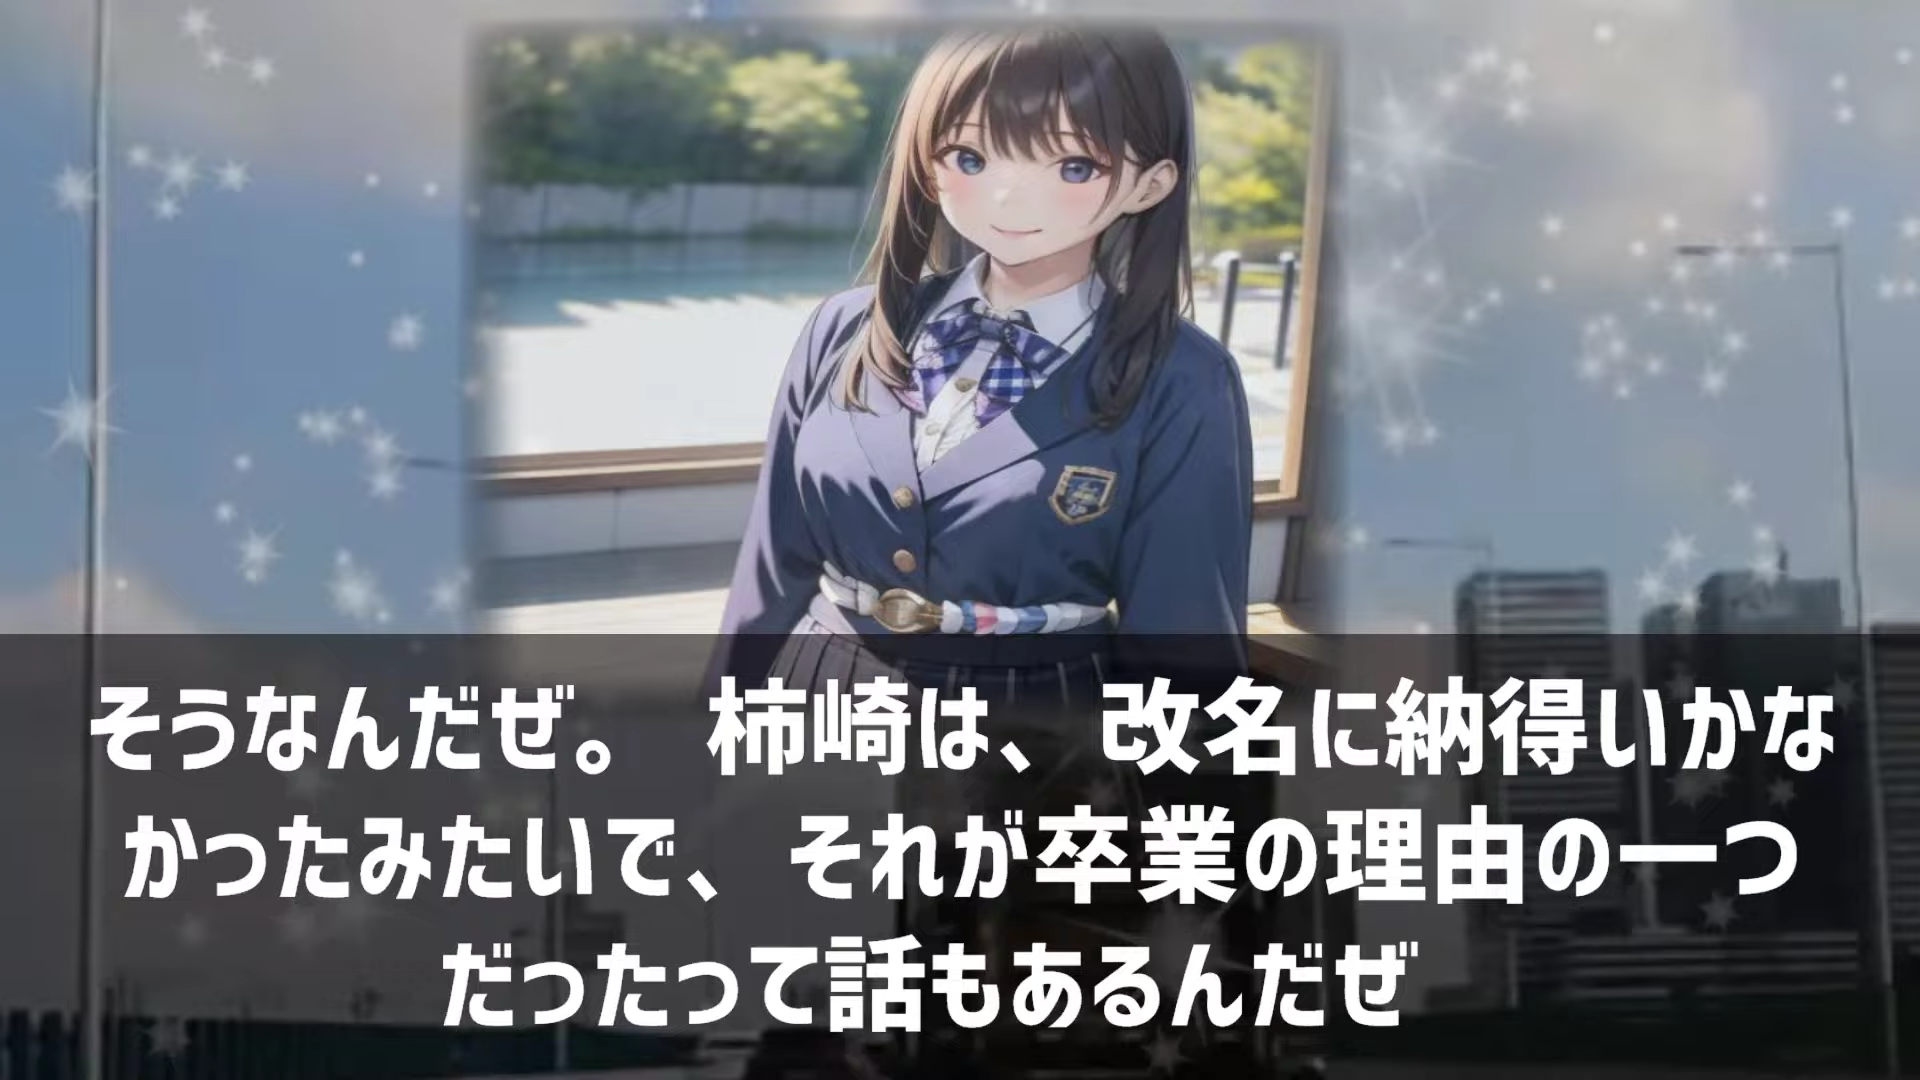 そうなんだぜ。 柿崎は、改名に納得いかな
かったみたいで、それが卒業の理由の一つ
だったって話もあるんだぜ